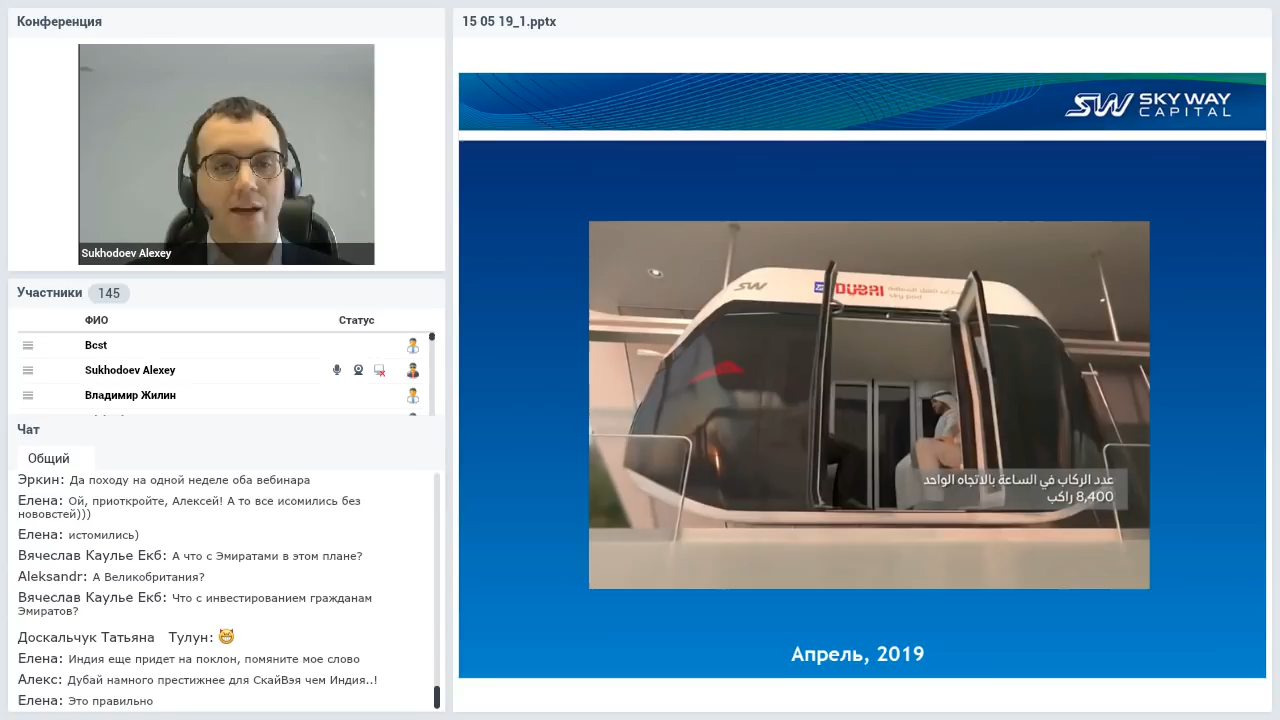 Конференция
Sukhodoev Alexey
Участники 145
ФИО Статус
Bcst
Sukhodoev Alexey
Владимир Жилин
Чат
Общий
Эркин: Да походу на одной неделе оба вебинара
Елена: Ой, приоткройте, Алексей! А то все исомились без
нововстей)))
Елена: истомились)
Вячеслав Каулье Екб: А что с Эмиратами в этом плане?
Aleksandr: А Великобритания?
Вячеслав Каулье Екб: Что с инвестированием гражданам
Эмиратов?
Доскальчук Татьяна Тулун:
Елена: Индия еще придет на поклон, помяните мое слово
Алекс: Дубай намного престижнее для СкайВэя чем Индия..!
Елена: Это правильно
15 05 19_1.pptx
SW SKY WAY
CAPITAL
SW DUBAI
عدد الركاب في الساعة بالاتجاه الواحد
8,400 راكب
Апрель, 2019